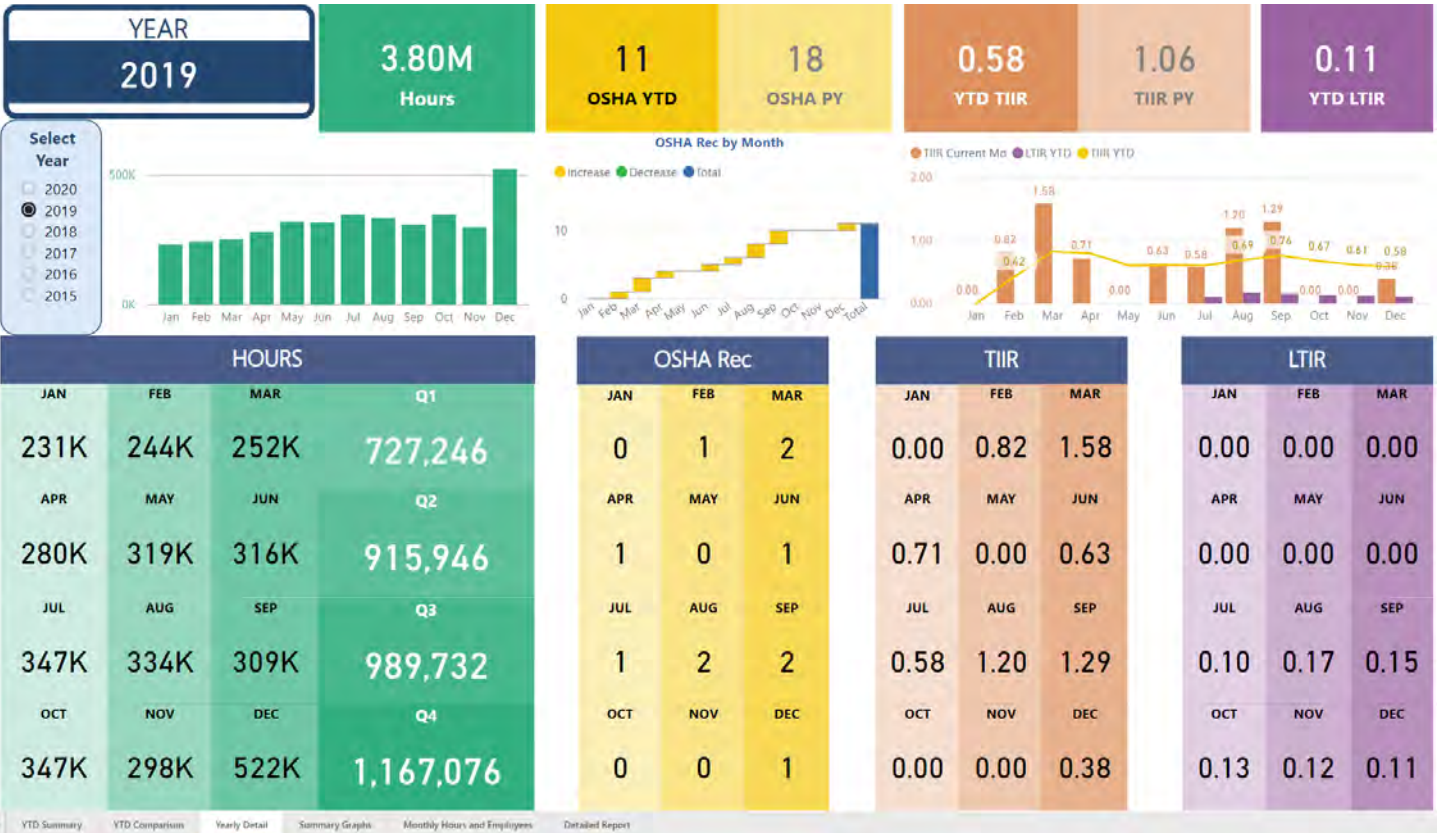 YEAR
2019
3.80M
Hours
11
OSHA YTD
18
OSHA PY
0.58
YTD TIIR
1.06
TIIR PY
0.11
YTD LTIR
Select
Year
2020
2019
2018
2017
2016
2015
500K
0K
Jan Feb Mar Apr May Jun Jul Aug Sep Oct Nov Dec
OSHA Rec by Month
Increase Decrease Total
10
0
Jan Feb Mar Apr May Jun Jul Aug Sep Oct Nov Dec Total
TIIR Current Mo LTIR YTD TIIR YTD
2.00
1.00
0.00
0.00 0.82 0.42 1.58 0.71 0.00 0.63 0.58 1.20 0.69 1.29 0.76 0.67 0.00 0.61 0.00 0.58 0.38
Jan Feb Mar Apr May Jun Jul Aug Sep Oct Nov Dec
HOURS
JAN FEB MAR Q1
231K 244K 252K 727,246
APR MAY JUN Q2
280K 319K 316K 915,946
JUL AUG SEP Q3
347K 334K 309K 989,732
OCT NOV DEC Q4
347K 298K 522K 1,167,076
OSHA Rec
JAN FEB MAR
0 1 2
APR MAY JUN
1 0 1
JUL AUG SEP
1 2 2
OCT NOV DEC
0 0 1
TIIR
JAN FEB MAR
0.00 0.82 1.58
APR MAY JUN
0.71 0.00 0.63
JUL AUG SEP
0.58 1.20 1.29
OCT NOV DEC
0.00 0.00 0.38
LTIR
JAN FEB MAR
0.00 0.00 0.00
APR MAY JUN
0.00 0.00 0.00
JUL AUG SEP
0.10 0.17 0.15
OCT NOV DEC
0.13 0.12 0.11
YTD Summary YTD Comparison Yearly Detail Summary Graphs Monthly Hours and Employees Detailed Report